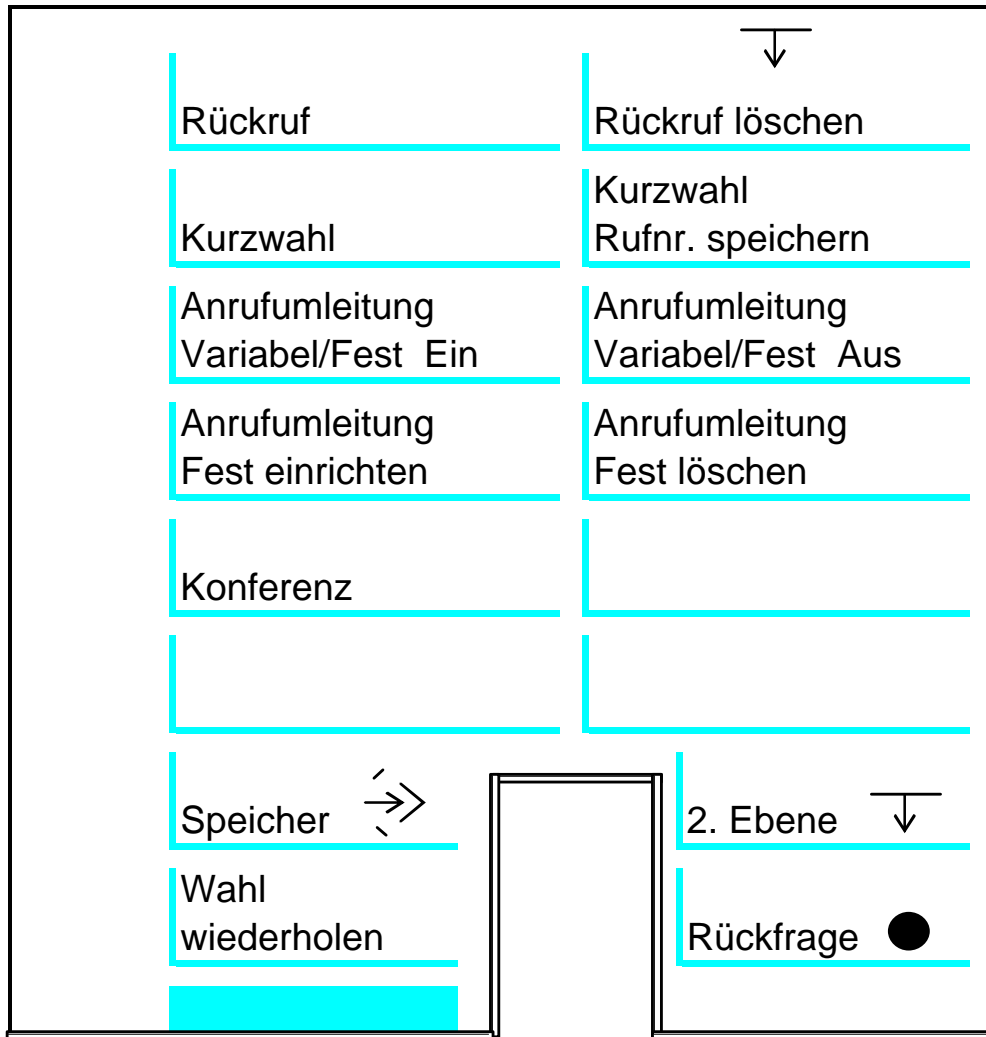 Rückruf
Rückruf löschen
Kurzwahl
Kurzwahl
Rufnr. speichern
Anrufumleitung
Variabel/Fest Ein
Anrufumleitung
Variabel/Fest Aus
Anrufumleitung
Fest einrichten
Anrufumleitung
Fest löschen
Konferenz
Speicher
2. Ebene
Wahl
wiederholen
Rückfrage